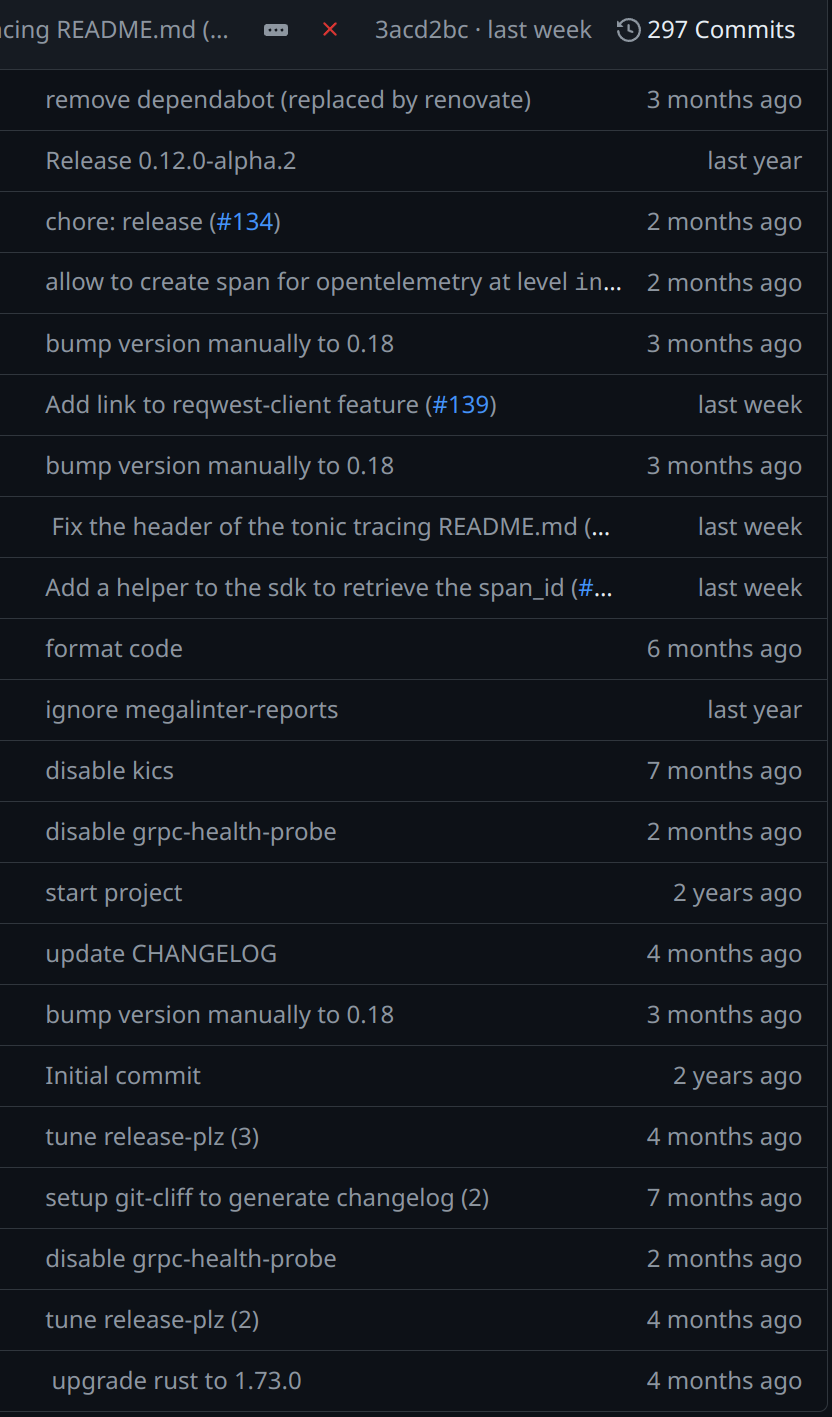 cing README.md (... ... 3acd2bc · last week 297 Commits
remove dependabot (replaced by renovate) 3 months ago
Release 0.12.0-alpha.2 last year
chore: release (#134) 2 months ago
allow to create span for opentelemetry at level in... 2 months ago
bump version manually to 0.18 3 months ago
Add link to reqwest-client feature (#139) last week
bump version manually to 0.18 3 months ago
Fix the header of the tonic tracing README.md (... last week
Add a helper to the sdk to retrieve the span_id (#... last week
format code 6 months ago
ignore megalinter-reports last year
disable kics 7 months ago
disable grpc-health-probe 2 months ago
start project 2 years ago
update CHANGELOG 4 months ago
bump version manually to 0.18 3 months ago
Initial commit 2 years ago
tune release-plz (3) 4 months ago
setup git-cliff to generate changelog (2) 7 months ago
disable grpc-health-probe 2 months ago
tune release-plz (2) 4 months ago
upgrade rust to 1.73.0 4 months ago